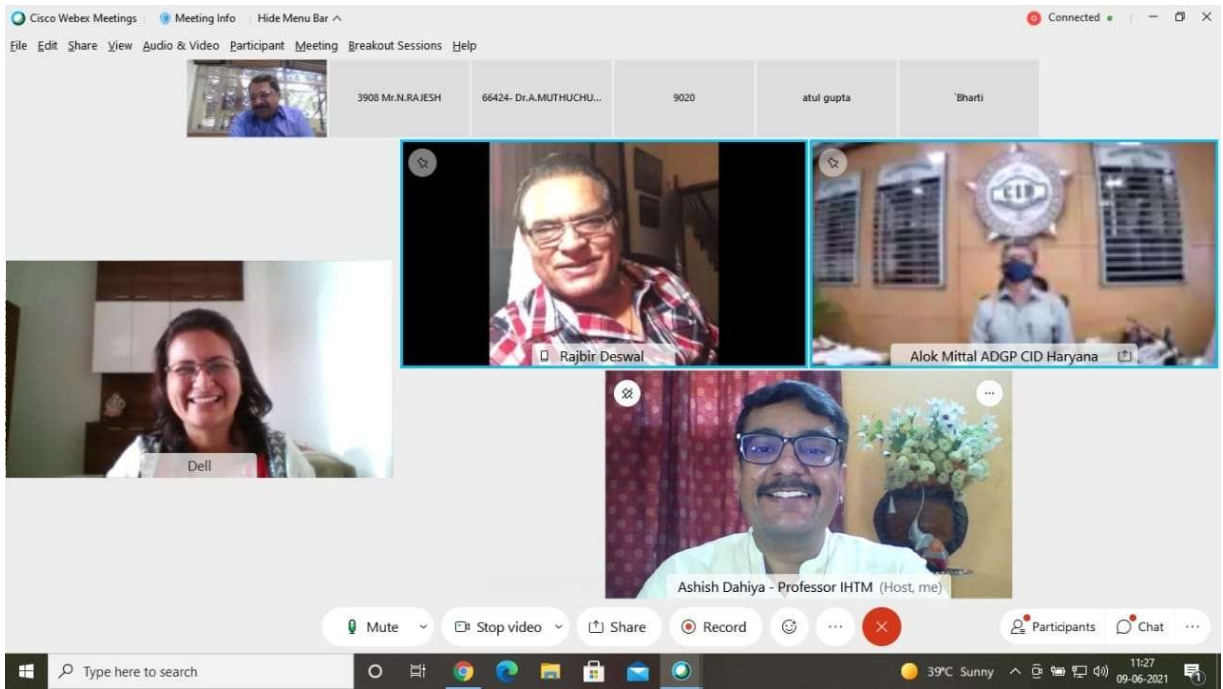 Cisco Webex Meetings Meeting Info Hide Menu Bar Connected
File Edit Share View Audio & Video Participant Meeting Breakout Sessions Help
3908 Mr.N.RAJESH 66424- Dr.A.MUTHUCHU... 9020 atul gupta `Bharti
CID
Rajbir Deswal
Alok Mittal ADGP CID Haryana
Dell
Ashish Dahiya - Professor IHTM (Host, me)
Mute Stop video Share Record Participants Chat
Type here to search 39°C Sunny 11:27
09-06-2021
1